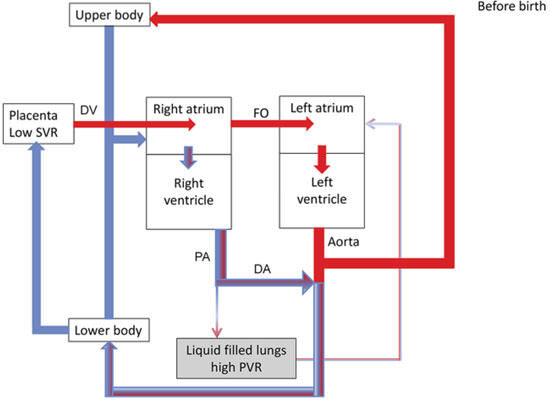 Before birth
Upper body
Placenta
Low SVR
DV
Right atrium
FO
Left atrium
Right
ventricle
Left
ventricle
PA
DA
Aorta
Lower body
Liquid filled lungs
high PVR